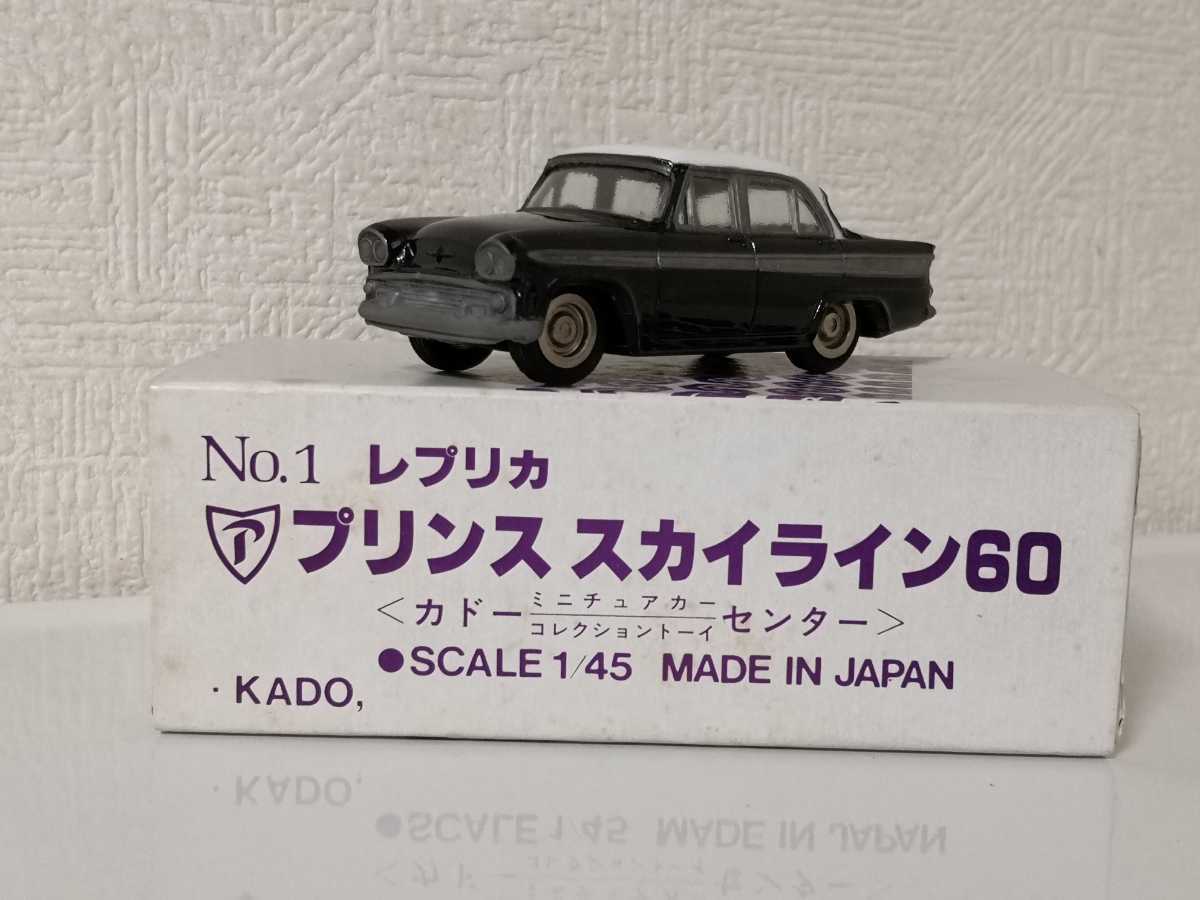 No.1 レプリカ
P プリンス スカイライン60
<カドー ミニチュアカー コレクショントーイ センター>
●SCALE 1/45 MADE IN JAPAN
· KADO,